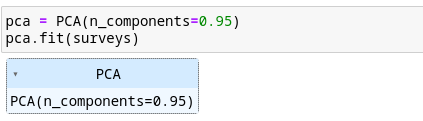 pca = PCA(n_components=0.95)
pca.fit(surveys)
PCA
PCA(n_components=0.95)